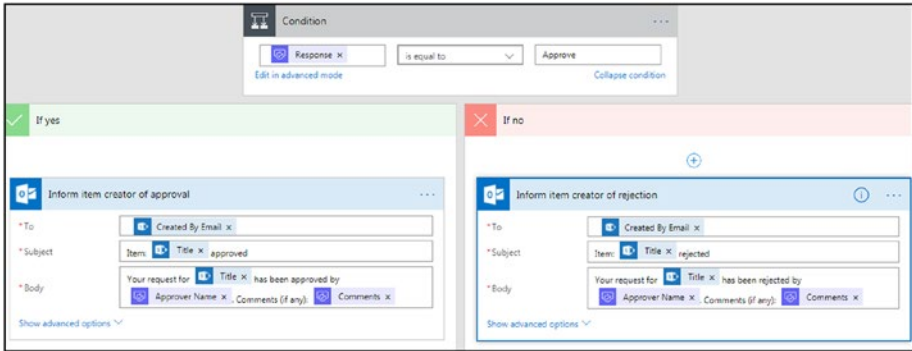 Condition ...
Response × is equal to Approve
Edit in advanced mode Collapse condition
If yes
Inform item creator of approval ...
*To Created By Email ×
*Subject Item: Title × approved
*Body Your request for Title × has been approved by
Approver Name × . Comments (if any): Comments ×
Show advanced options
If no
Inform item creator of rejection ...
*To Created By Email ×
*Subject Item: Title × rejected
*Body Your request for Title × has been rejected by
Approver Name × . Comments (if any): Comments ×
Show advanced options